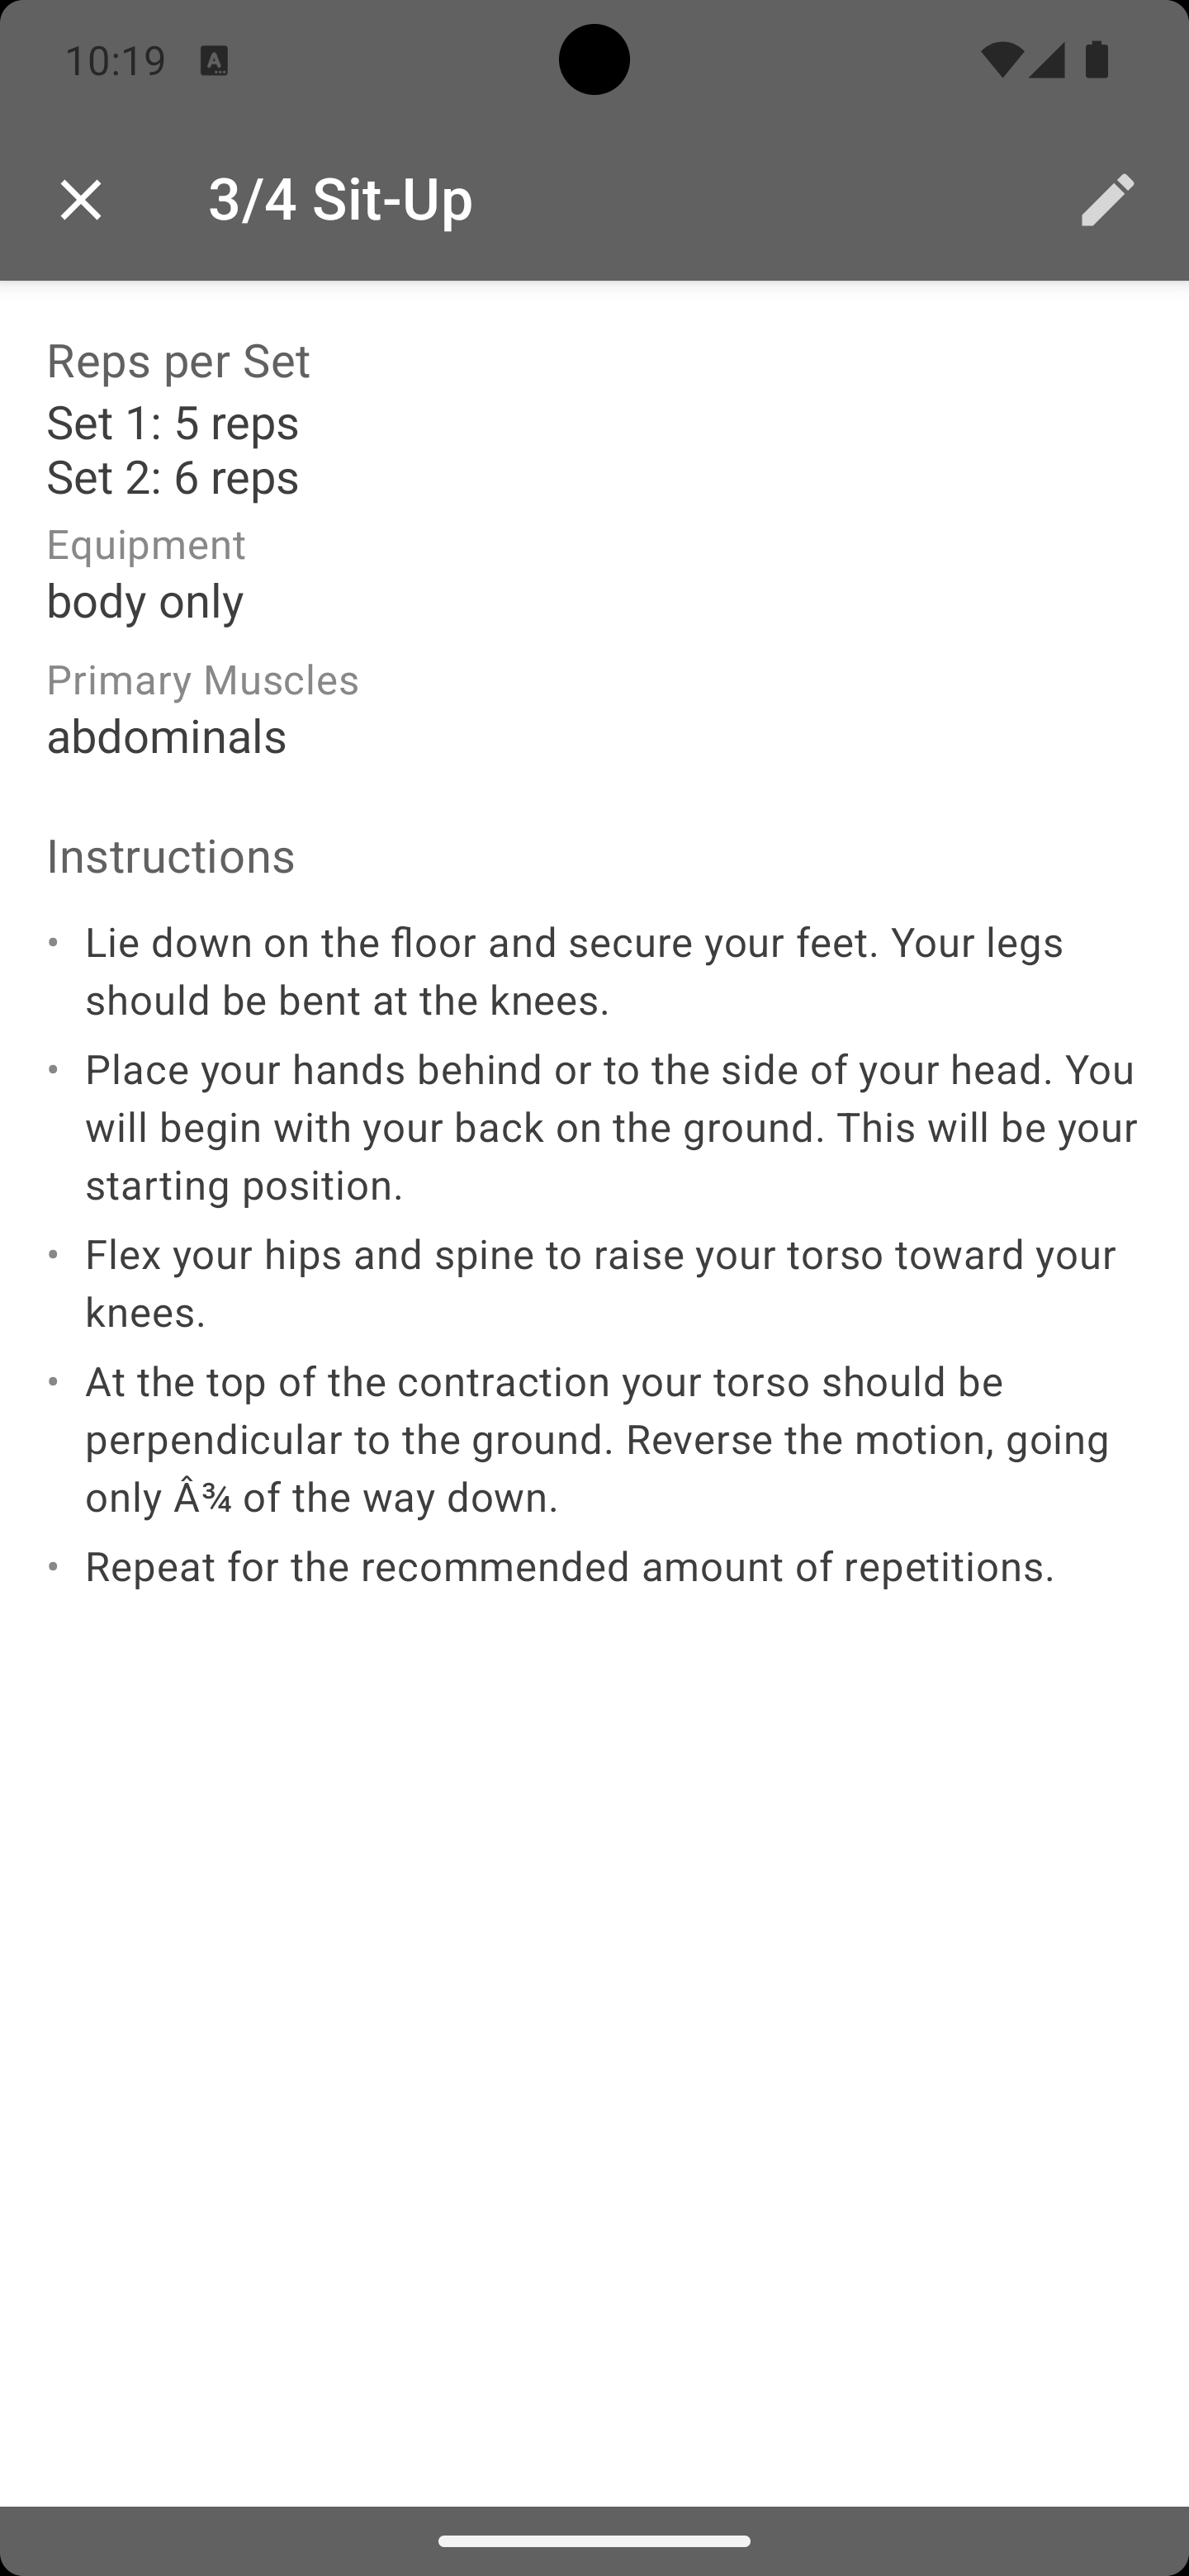 10:19
3/4 Sit-Up
Reps per Set
Set 1: 5 reps
Set 2: 6 reps
Equipment
body only
Primary Muscles
abdominals
Instructions
• Lie down on the floor and secure your feet. Your legs
should be bent at the knees.
• Place your hands behind or to the side of your head. You
will begin with your back on the ground. This will be your
starting position.
• Flex your hips and spine to raise your torso toward your
knees.
• At the top of the contraction your torso should be
perpendicular to the ground. Reverse the motion, going
only Â¾ of the way down.
• Repeat for the recommended amount of repetitions.